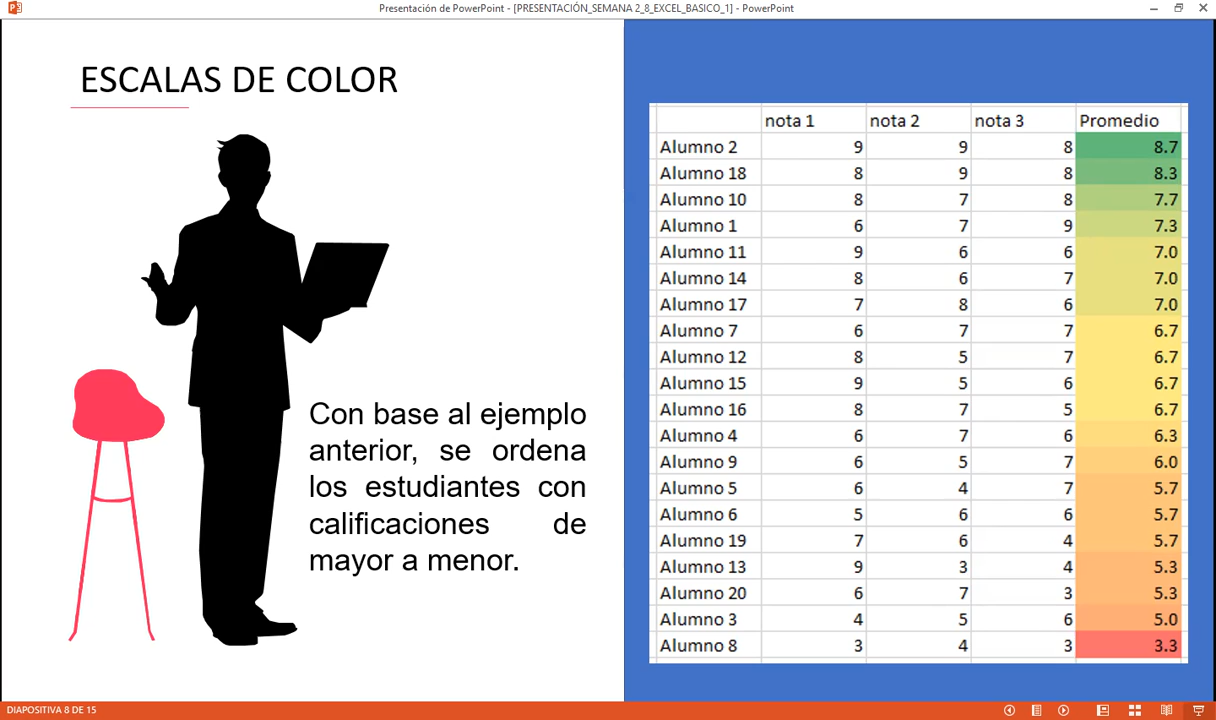 Presentación de PowerPoint - [PRESENTACIÓN_SEMANA 2_8_EXCEL_BASICO_1] - PowerPoint
ESCALAS DE COLOR
Con base al ejemplo
anterior, se ordena
los estudiantes con
calificaciones de
mayor a menor.
nota 1 nota 2 nota 3 Promedio
Alumno 2 9 9 8 8.7
Alumno 18 8 9 8 8.3
Alumno 10 8 7 8 7.7
Alumno 1 6 7 9 7.3
Alumno 11 9 6 6 7.0
Alumno 14 8 6 7 7.0
Alumno 17 7 8 6 7.0
Alumno 7 6 7 7 6.7
Alumno 12 8 5 7 6.7
Alumno 15 9 5 6 6.7
Alumno 16 8 7 5 6.7
Alumno 4 6 7 6 6.3
Alumno 9 6 5 7 6.0
Alumno 5 6 4 7 5.7
Alumno 6 5 6 6 5.7
Alumno 19 7 6 4 5.7
Alumno 13 9 3 4 5.3
Alumno 20 6 7 3 5.3
Alumno 3 4 5 6 5.0
Alumno 8 3 4 3 3.3
DIAPOSITIVA 8 DE 15